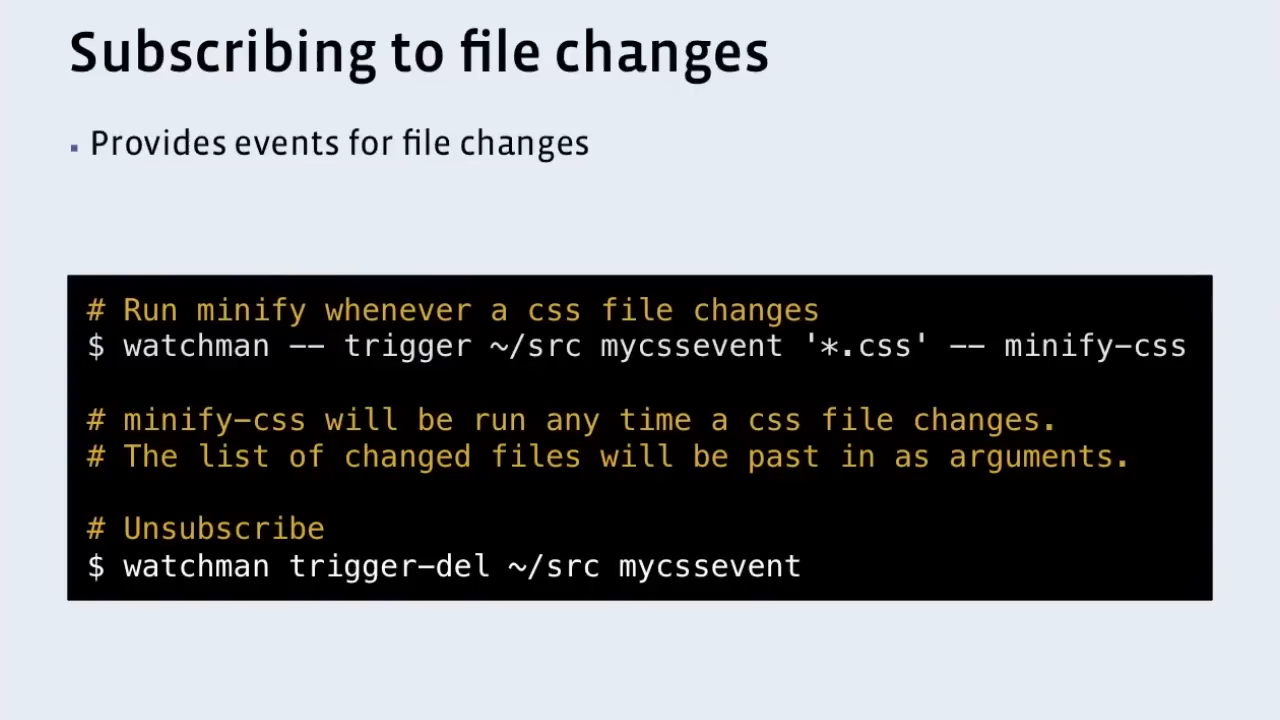 Subscribing to file changes
▪ Provides events for file changes
# Run minify whenever a css file changes
$ watchman -- trigger ~/src mycssevent '*.css' -- minify-css
# minify-css will be run any time a css file changes.
# The list of changed files will be past in as arguments.
# Unsubscribe
$ watchman trigger-del ~/src mycssevent